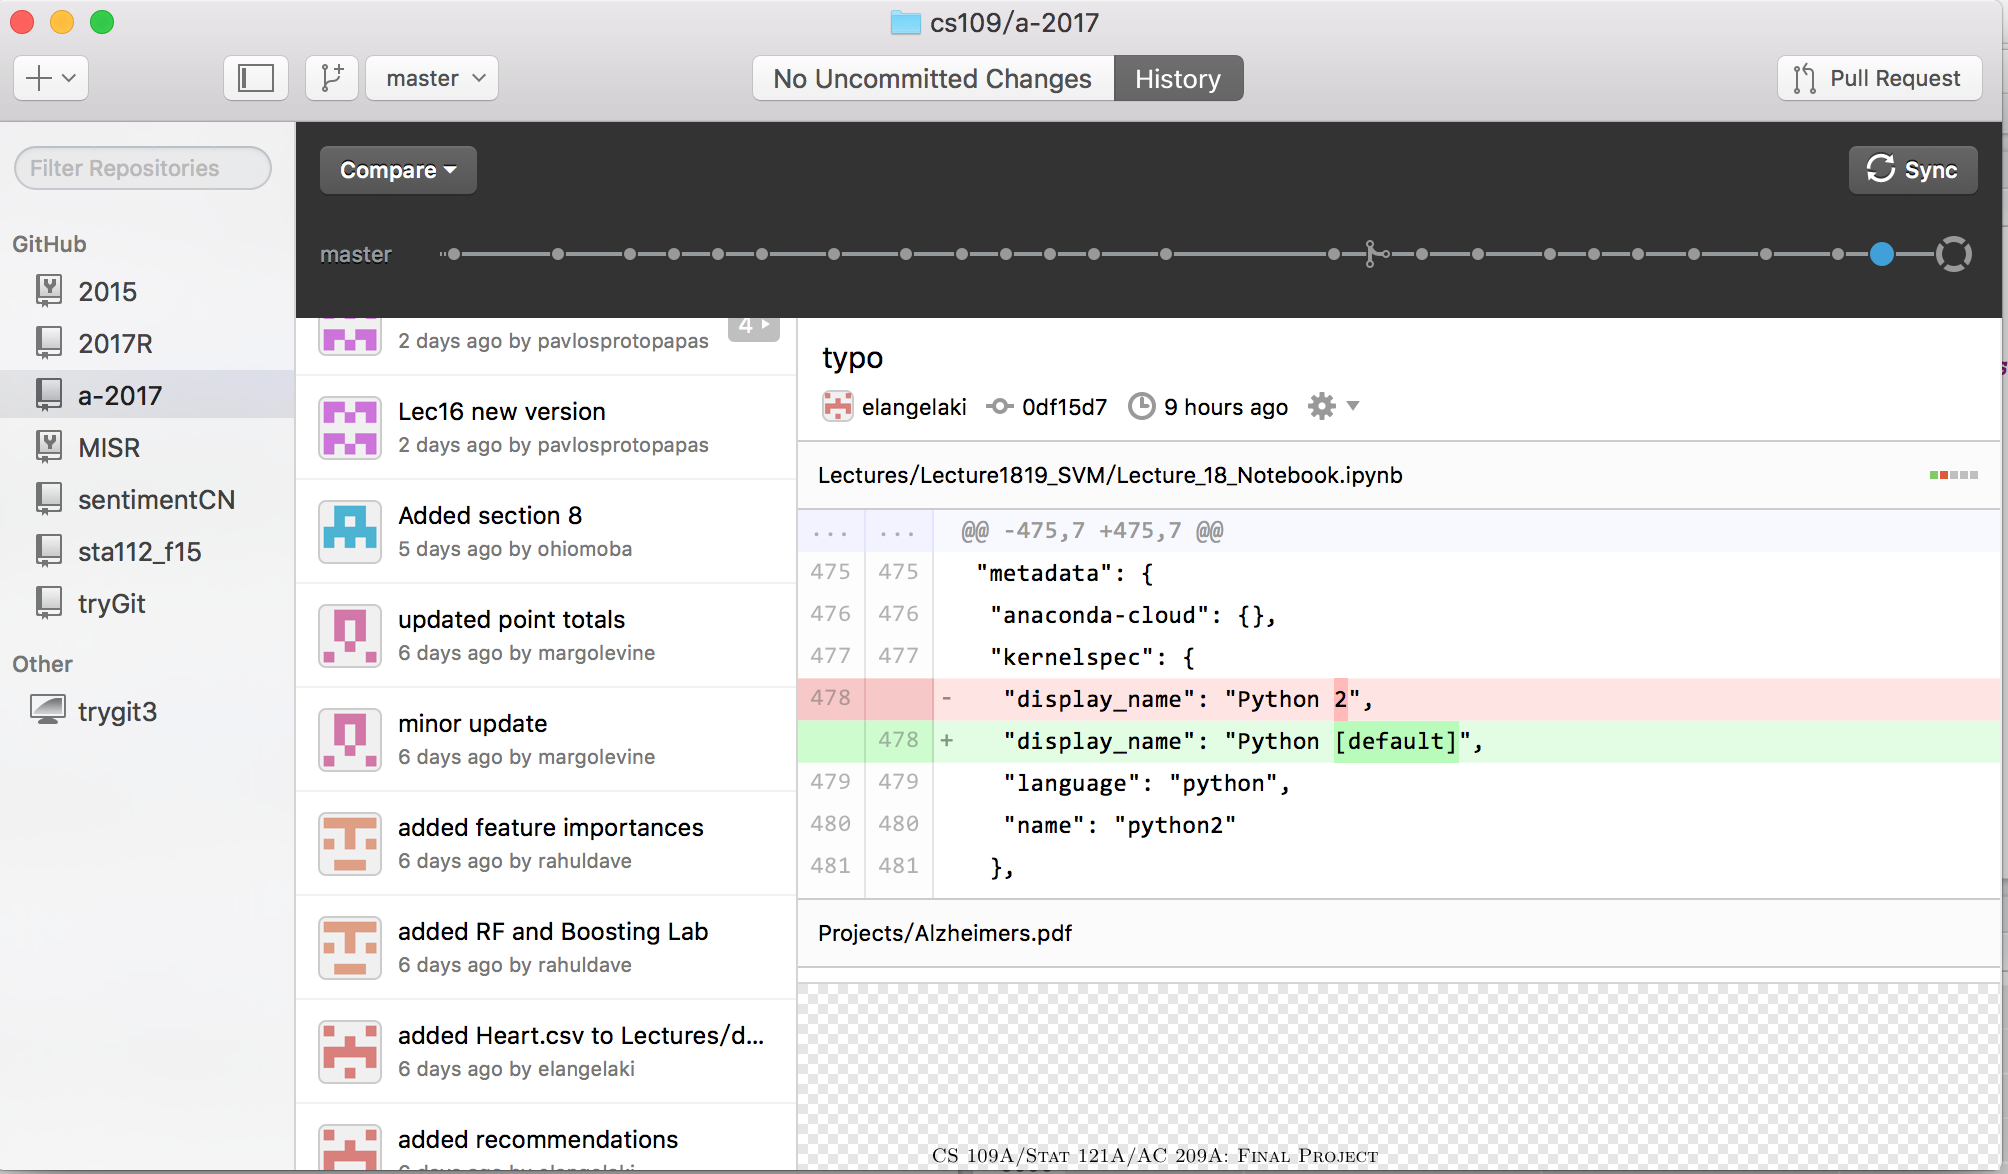 cs109/a-2017
master
No Uncommitted Changes
History
Pull Request
Filter Repositories
GitHub
2015
2017R
a-2017
MISR
sentimentCN
sta112_f15
tryGit
Other
trygit3
Compare
Sync
master
4
2 days ago by pavlosprotopapas
Lec16 new version
2 days ago by pavlosprotopapas
Added section 8
5 days ago by ohiomoba
updated point totals
6 days ago by margolevine
minor update
6 days ago by margolevine
added feature importances
6 days ago by rahuldave
added RF and Boosting Lab
6 days ago by rahuldave
added Heart.csv to Lectures/d...
6 days ago by elangelaki
added recommendations
typo
elangelaki 0df15d7 9 hours ago
Lectures/Lecture1819_SVM/Lecture_18_Notebook.ipynb
... ... @@ -475,7 +475,7 @@
475 475 "metadata": {
476 476 "anaconda-cloud": {},
477 477 "kernelspec": {
478 - "display_name": "Python 2",
478 + "display_name": "Python [default]",
479 479 "language": "python",
480 480 "name": "python2"
481 481 },
Projects/Alzheimers.pdf
CS 109A/Stat 121A/AC 209A: Final Project